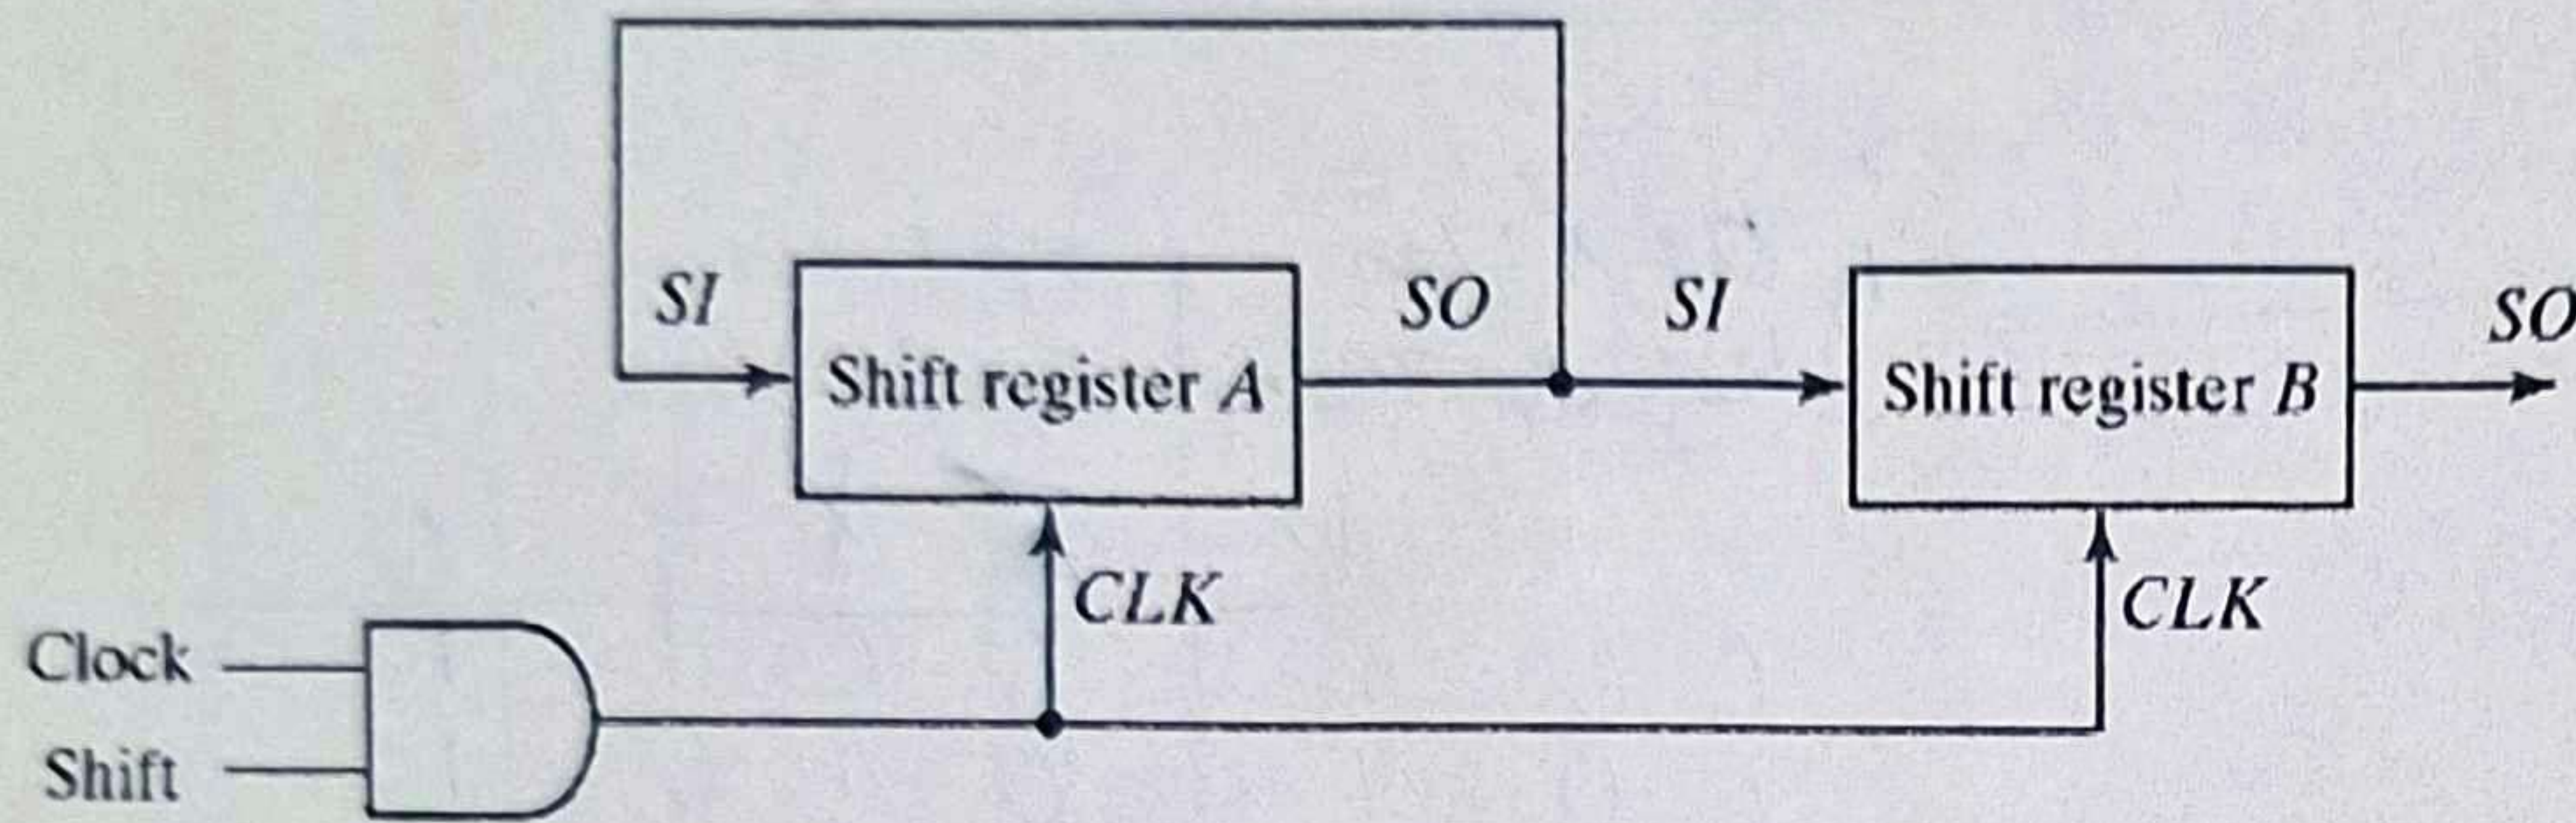 SI
SO
SI
SO
Shift register A
Shift register B
CLK
CLK
Clock
Shift